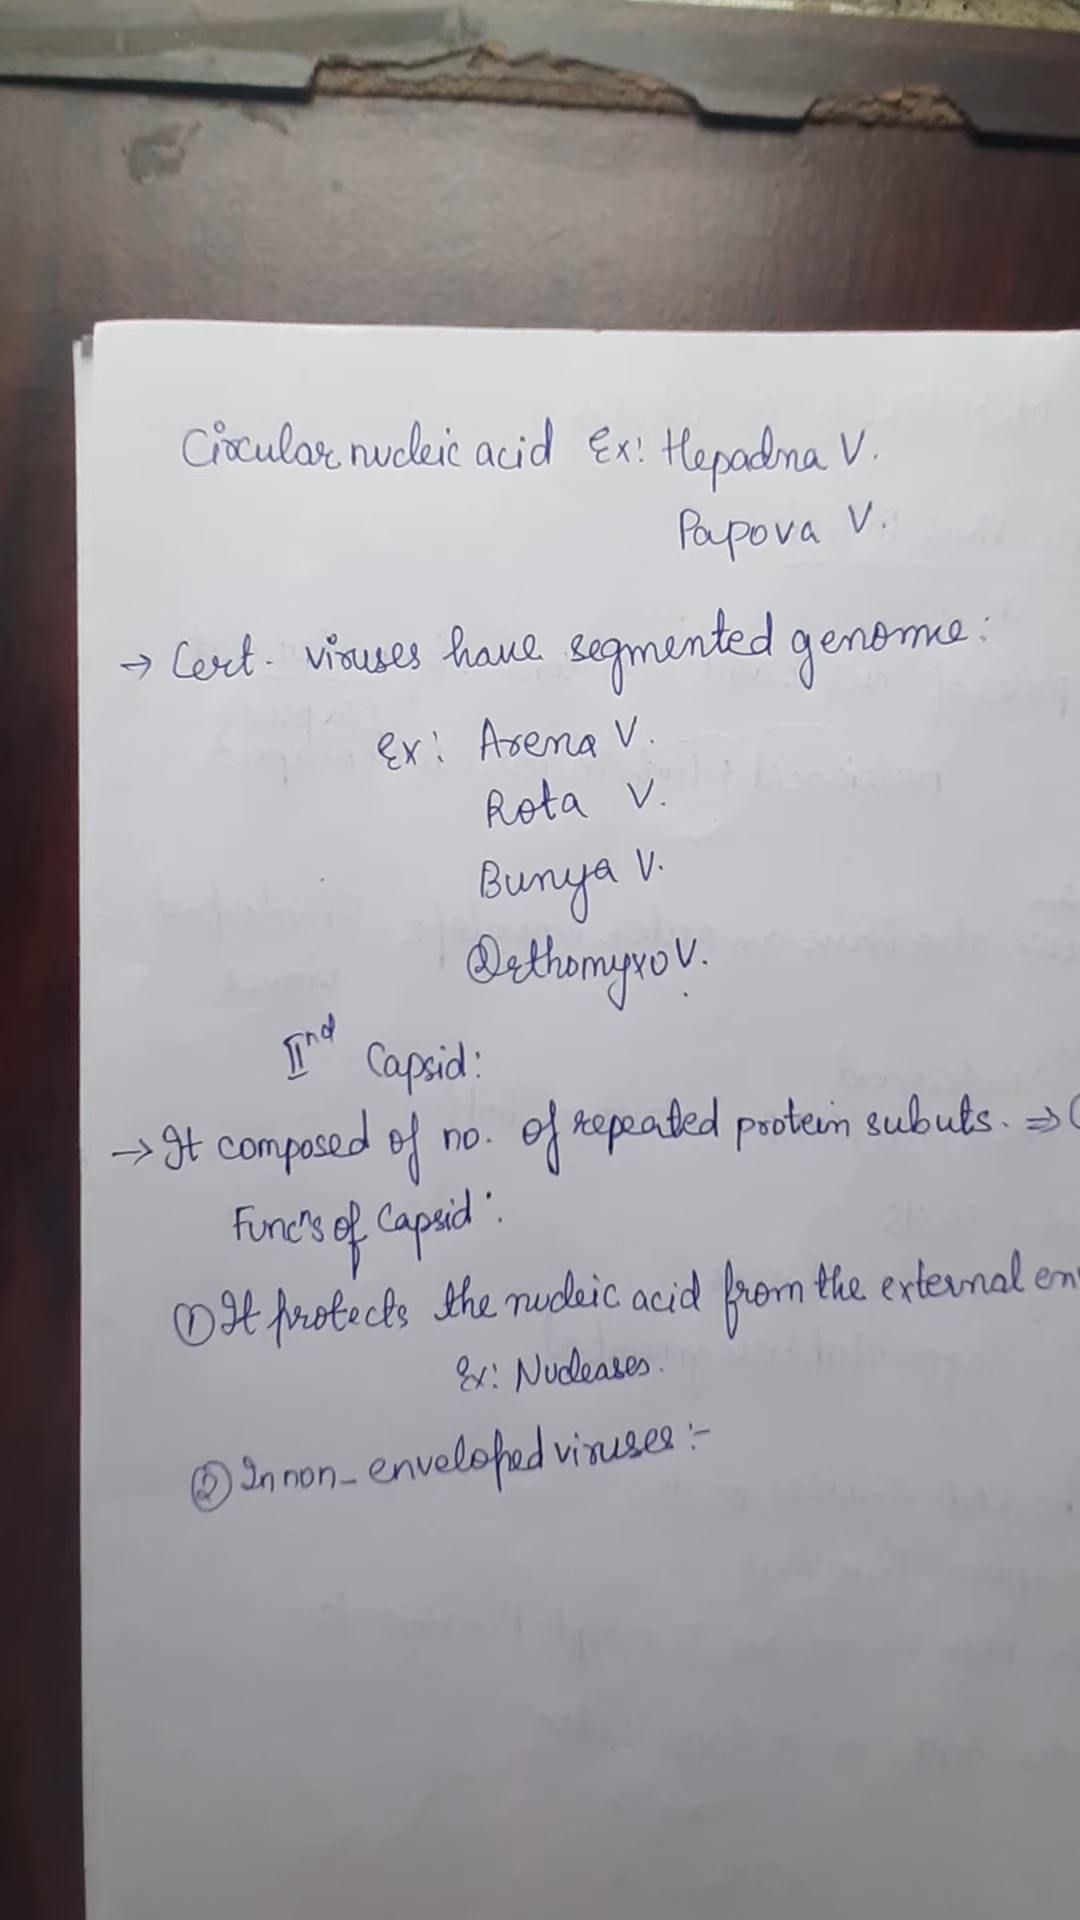 Circular nucleic acid Ex: Hepadna V.
Papova V.
→ Cert. viruses have segmented genome:
Ex: Arena V.
Rota V.
Bunya V.
Orthomyxo V.
IInd Capsid:
→ It composed of no. of repeated protein subuts. ⇒ (
Funcns of Capsid:
① It protects the nucleic acid from the external en
Ex: Nucleases.
② In non-enveloped viruses :-